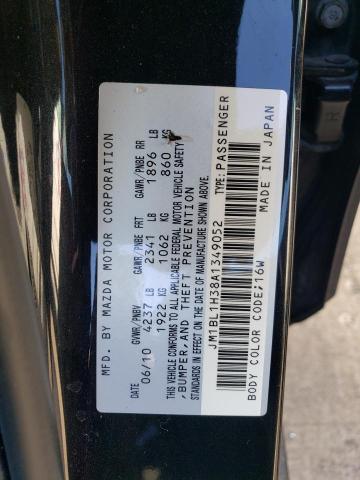 MFD. BY MAZDA MOTOR CORPORATION
GVWR/PNBV GAWR/PNBE FRT GAWR/PNBE RR
06/10 4237 LB 2341 LB 1896 LB
1922 KG 1062 KG 860 KG
THIS VEHICLE CONFORMS TO ALL APPLICABLE FEDERAL MOTOR VEHICLE SAFETY
,BUMPER,AND THEFT PREVENTION
STANDARDS IN EFFECT ON THE DATE OF MANUFACTURE SHOWN ABOVE.
JM1BL1H38A1349052 TYPE:PASSENGER
BODY COLOR CODE;16W MADE IN JAPAN